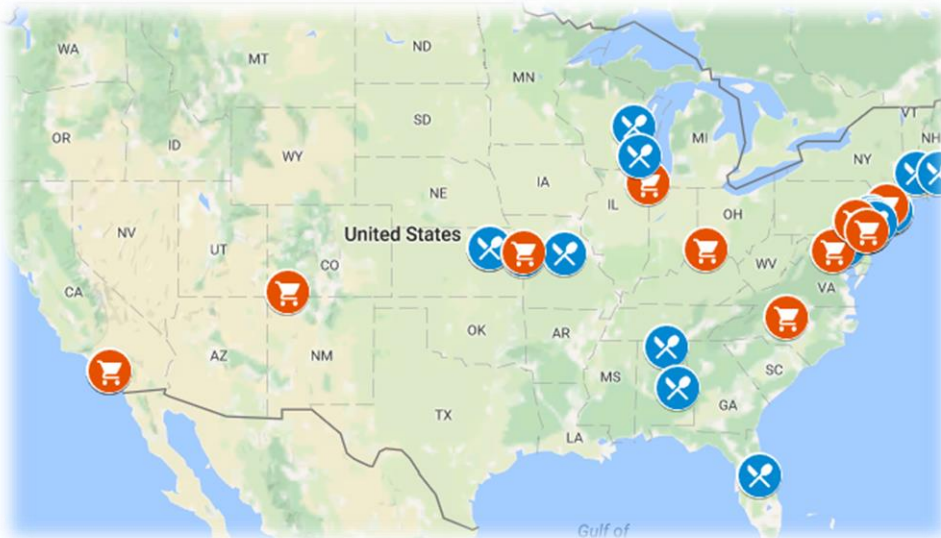 WA
MT
ND
MN
VT
NH
OR
ID
SD
MI
NY
WY
IA
NE
IL
OH
NV
UT
United States
CO
WV
CA
VA
AZ
NM
OK
AR
MS
SC
GA
TX
LA
Gulf of